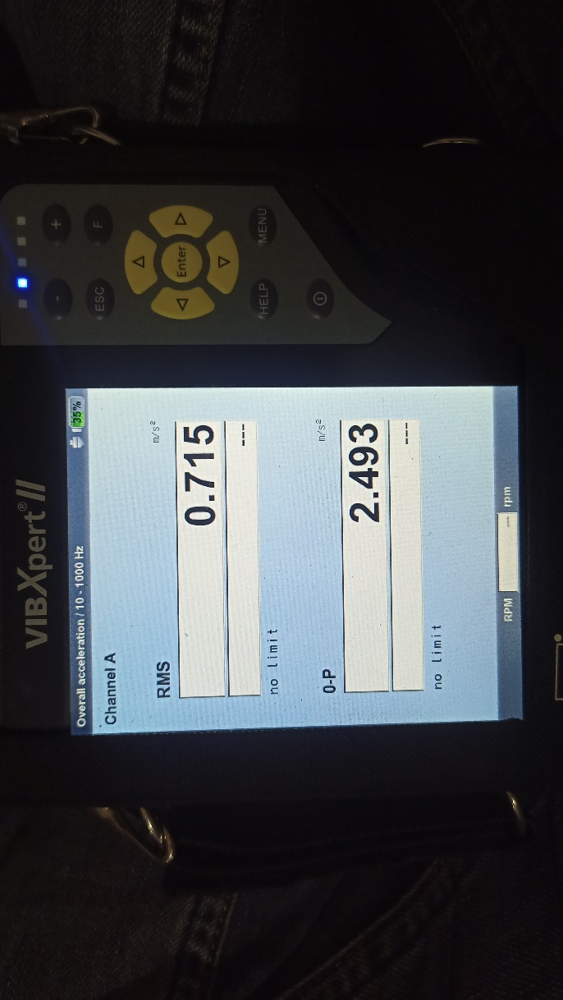 VIBXpert® II
35%
Overall acceleration / 10 - 1000 Hz
Channel A
RMS
m/s²
0.715
---
no limit
0-P
m/s²
2.493
---
no limit
RPM --- rpm
- +
ESC F
Enter
HELP MENU